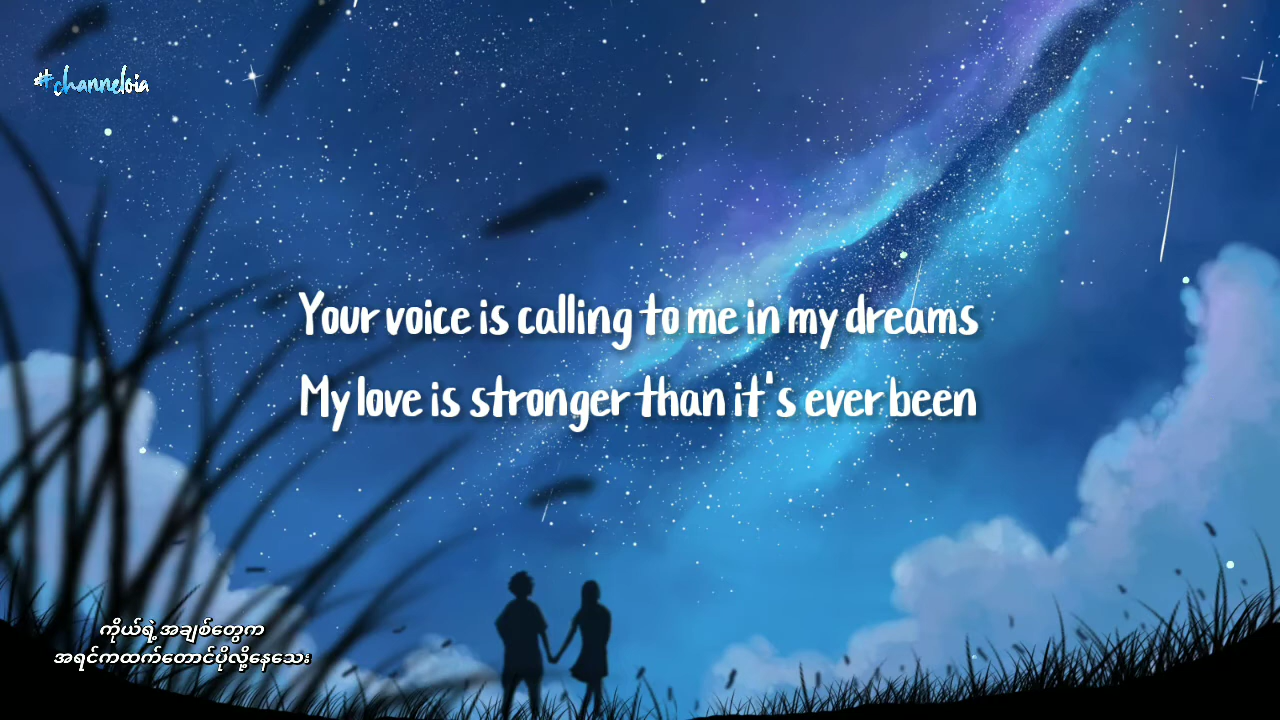 #channeloia
Your voice is calling to me in my dreams
My love is stronger than it's ever been
ကိုယ်ရဲ့အချစ်တွေက
အရင်ကထက်တောင်ပိုလို့နေသေး